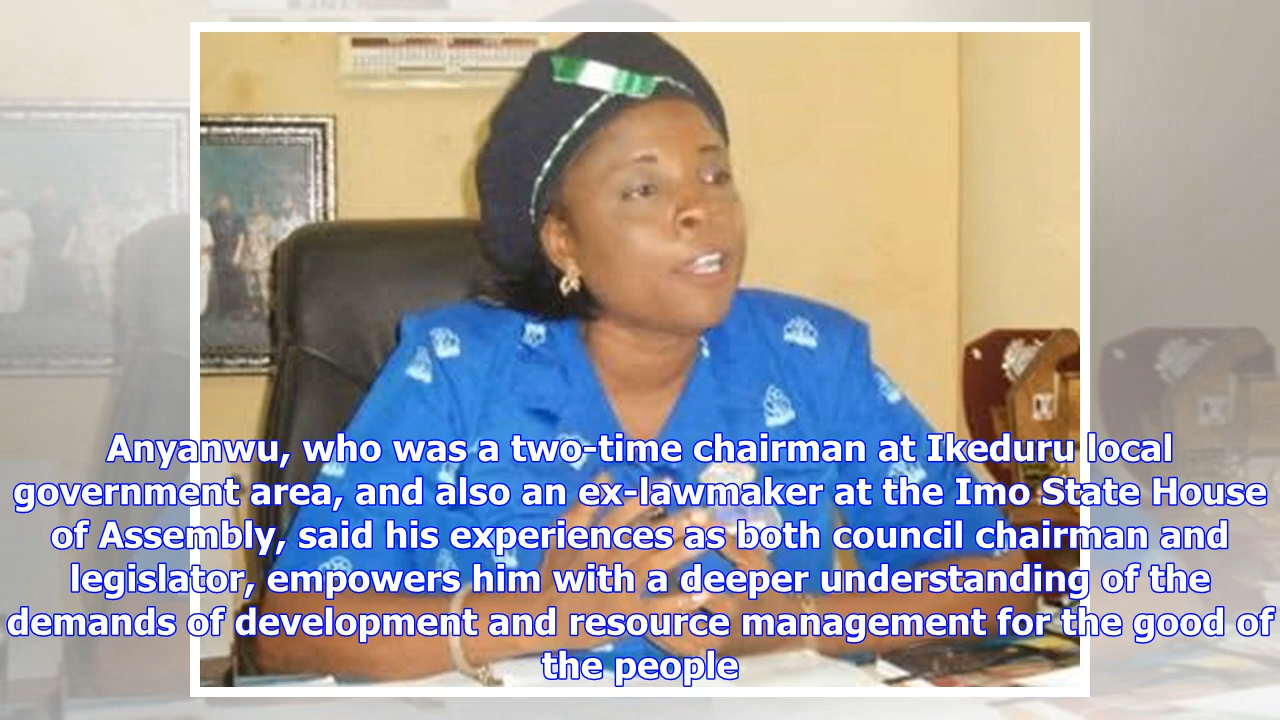 Anyanwu, who was a two-time chairman at Ikeduru local
government area, and also an ex-lawmaker at the Imo State House
of Assembly, said his experiences as both council chairman and
legislator, empowers him with a deeper understanding of the
demands of development and resource management for the good of
the people